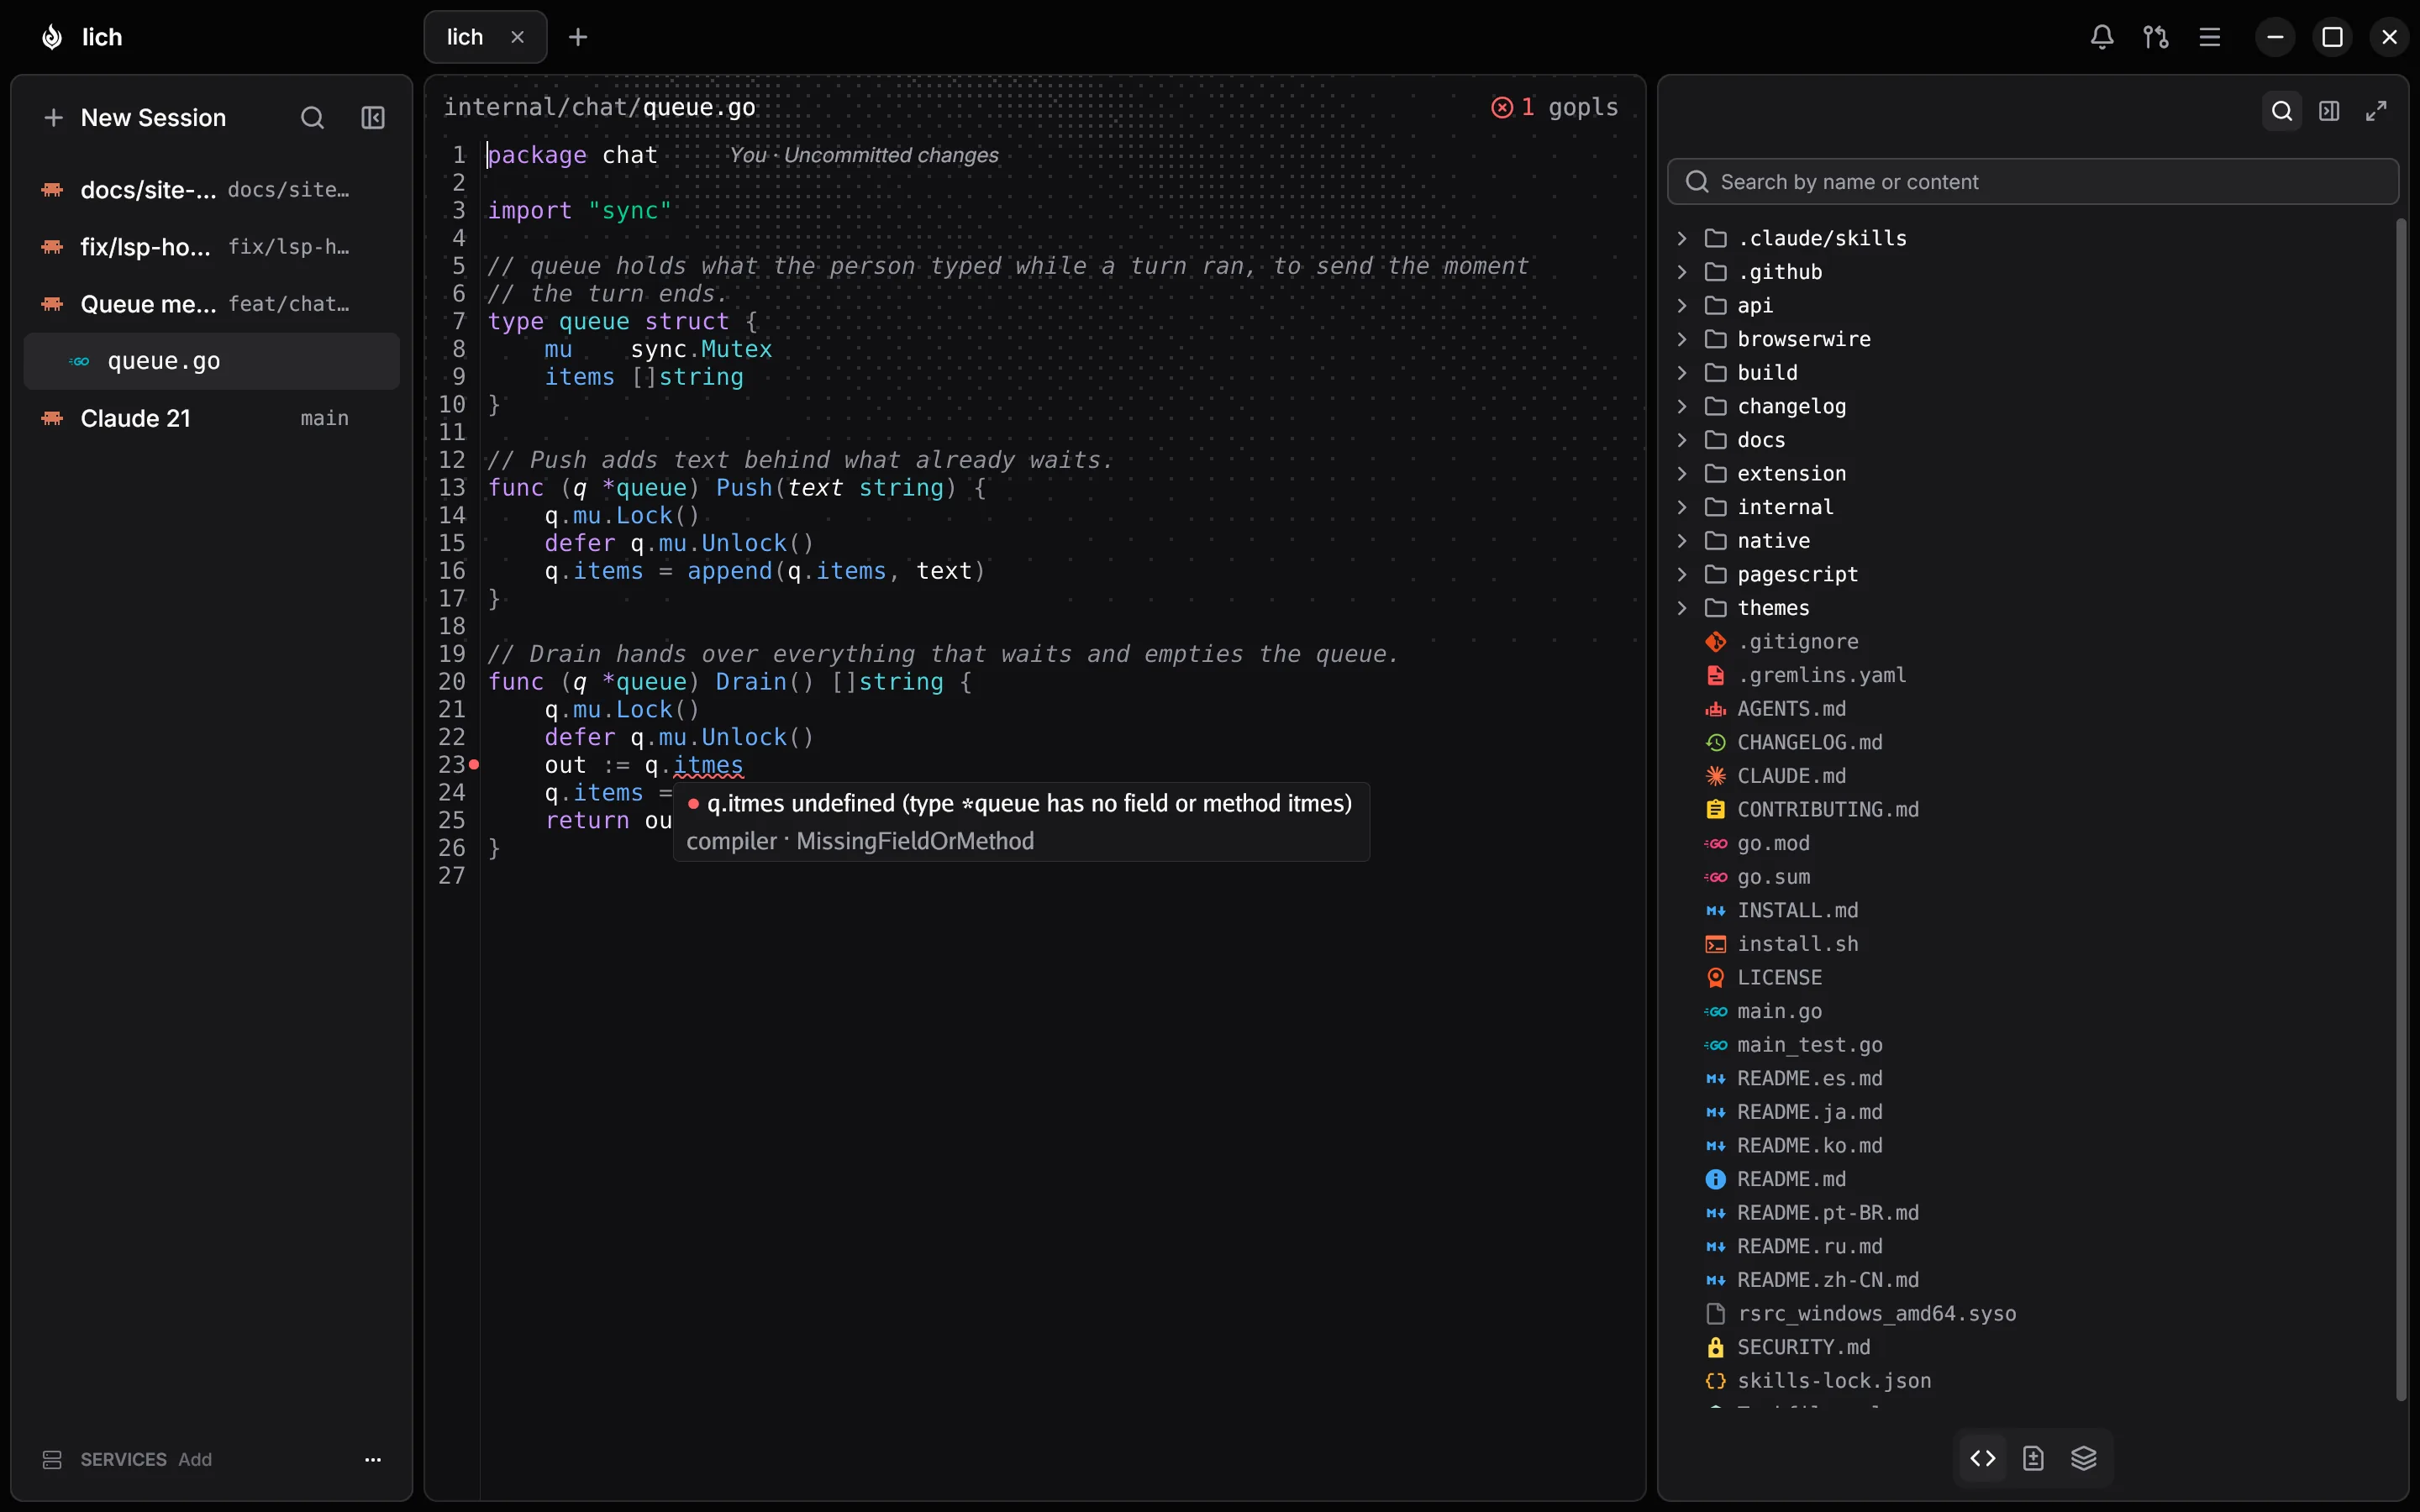 lich
lich
New Session
docs/site-... docs/site…
fix/lsp-ho... fix/lsp-h…
Queue me... feat/chat…
queue.go
Claude 21 main
SERVICES Add
internal/chat/queue.go
1 gopls
1 package chat You · Uncommitted changes
2
3 import "sync"
4
5 // queue holds what the person typed while a turn ran, to send the moment
6 // the turn ends.
7 type queue struct {
8 mu sync.Mutex
9 items []string
10 }
11
12 // Push adds text behind what already waits.
13 func (q *queue) Push(text string) {
14 q.mu.Lock()
15 defer q.mu.Unlock()
16 q.items = append(q.items, text)
17 }
18
19 // Drain hands over everything that waits and empties the queue.
20 func (q *queue) Drain() []string {
21 q.mu.Lock()
22 defer q.mu.Unlock()
23 out := q.itmes
24 q.items =
25 return ou
26 }
27
q.itmes undefined (type *queue has no field or method itmes)
compiler · MissingFieldOrMethod
Search by name or content
.claude/skills
.github
api
browserwire
build
changelog
docs
extension
internal
native
pagescript
themes
.gitignore
.gremlins.yaml
AGENTS.md
CHANGELOG.md
CLAUDE.md
CONTRIBUTING.md
go.mod
go.sum
INSTALL.md
install.sh
LICENSE
main.go
main_test.go
README.es.md
README.ja.md
README.ko.md
README.md
README.pt-BR.md
README.ru.md
README.zh-CN.md
rsrc_windows_amd64.syso
SECURITY.md
skills-lock.json